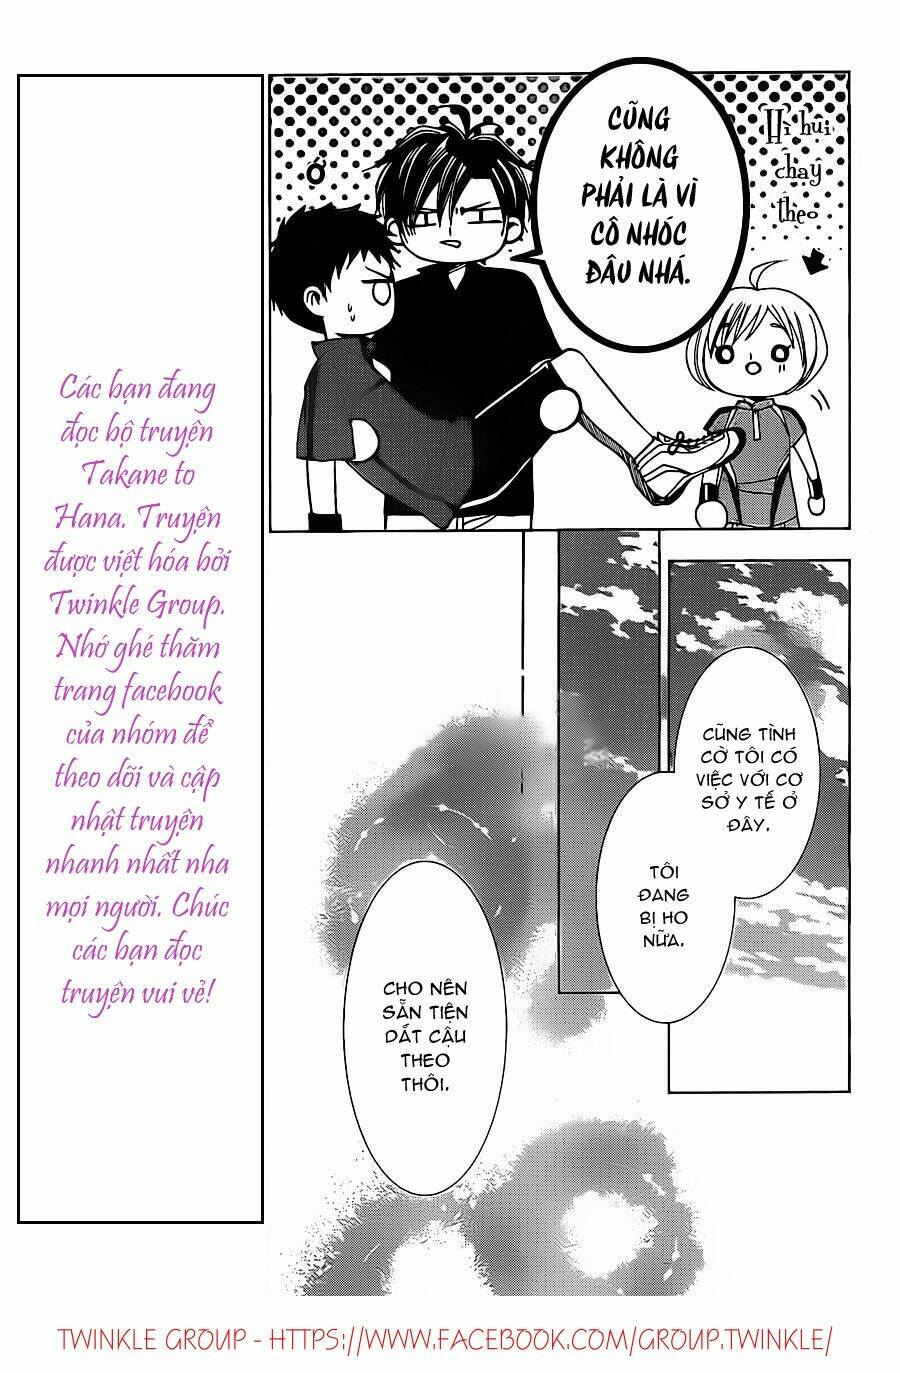 Hì hụi
chạy
theo
CŨNG
KHÔNG
PHẢI LÀ VÌ
CÔ NHÓC
ĐÂU NHÁ.
Ớ
CŨNG TÌNH
CỜ TÔI CÓ
VIỆC VỚI CƠ
SỞ Y TẾ Ở
ĐÂY.
TÔI
ĐANG
BỊ HO
NỮA.
CHO NÊN
SẴN TIỆN
DẮT CẬU
THEO
THÔI.
Các bạn đang
đọc bộ truyện
Takane to
Hana. Truyện
được việt hóa bởi
Twinkle Group.
Nhớ ghé thăm
trang facebook
của nhóm để
theo dõi và cập
nhật truyện
nhanh nhất nha
mọi người. Chúc
các bạn đọc
truyện vui vẻ!
TWINKLE GROUP - HTTPS://WWW.FACEBOOK.COM/GROUP.TWINKLE/